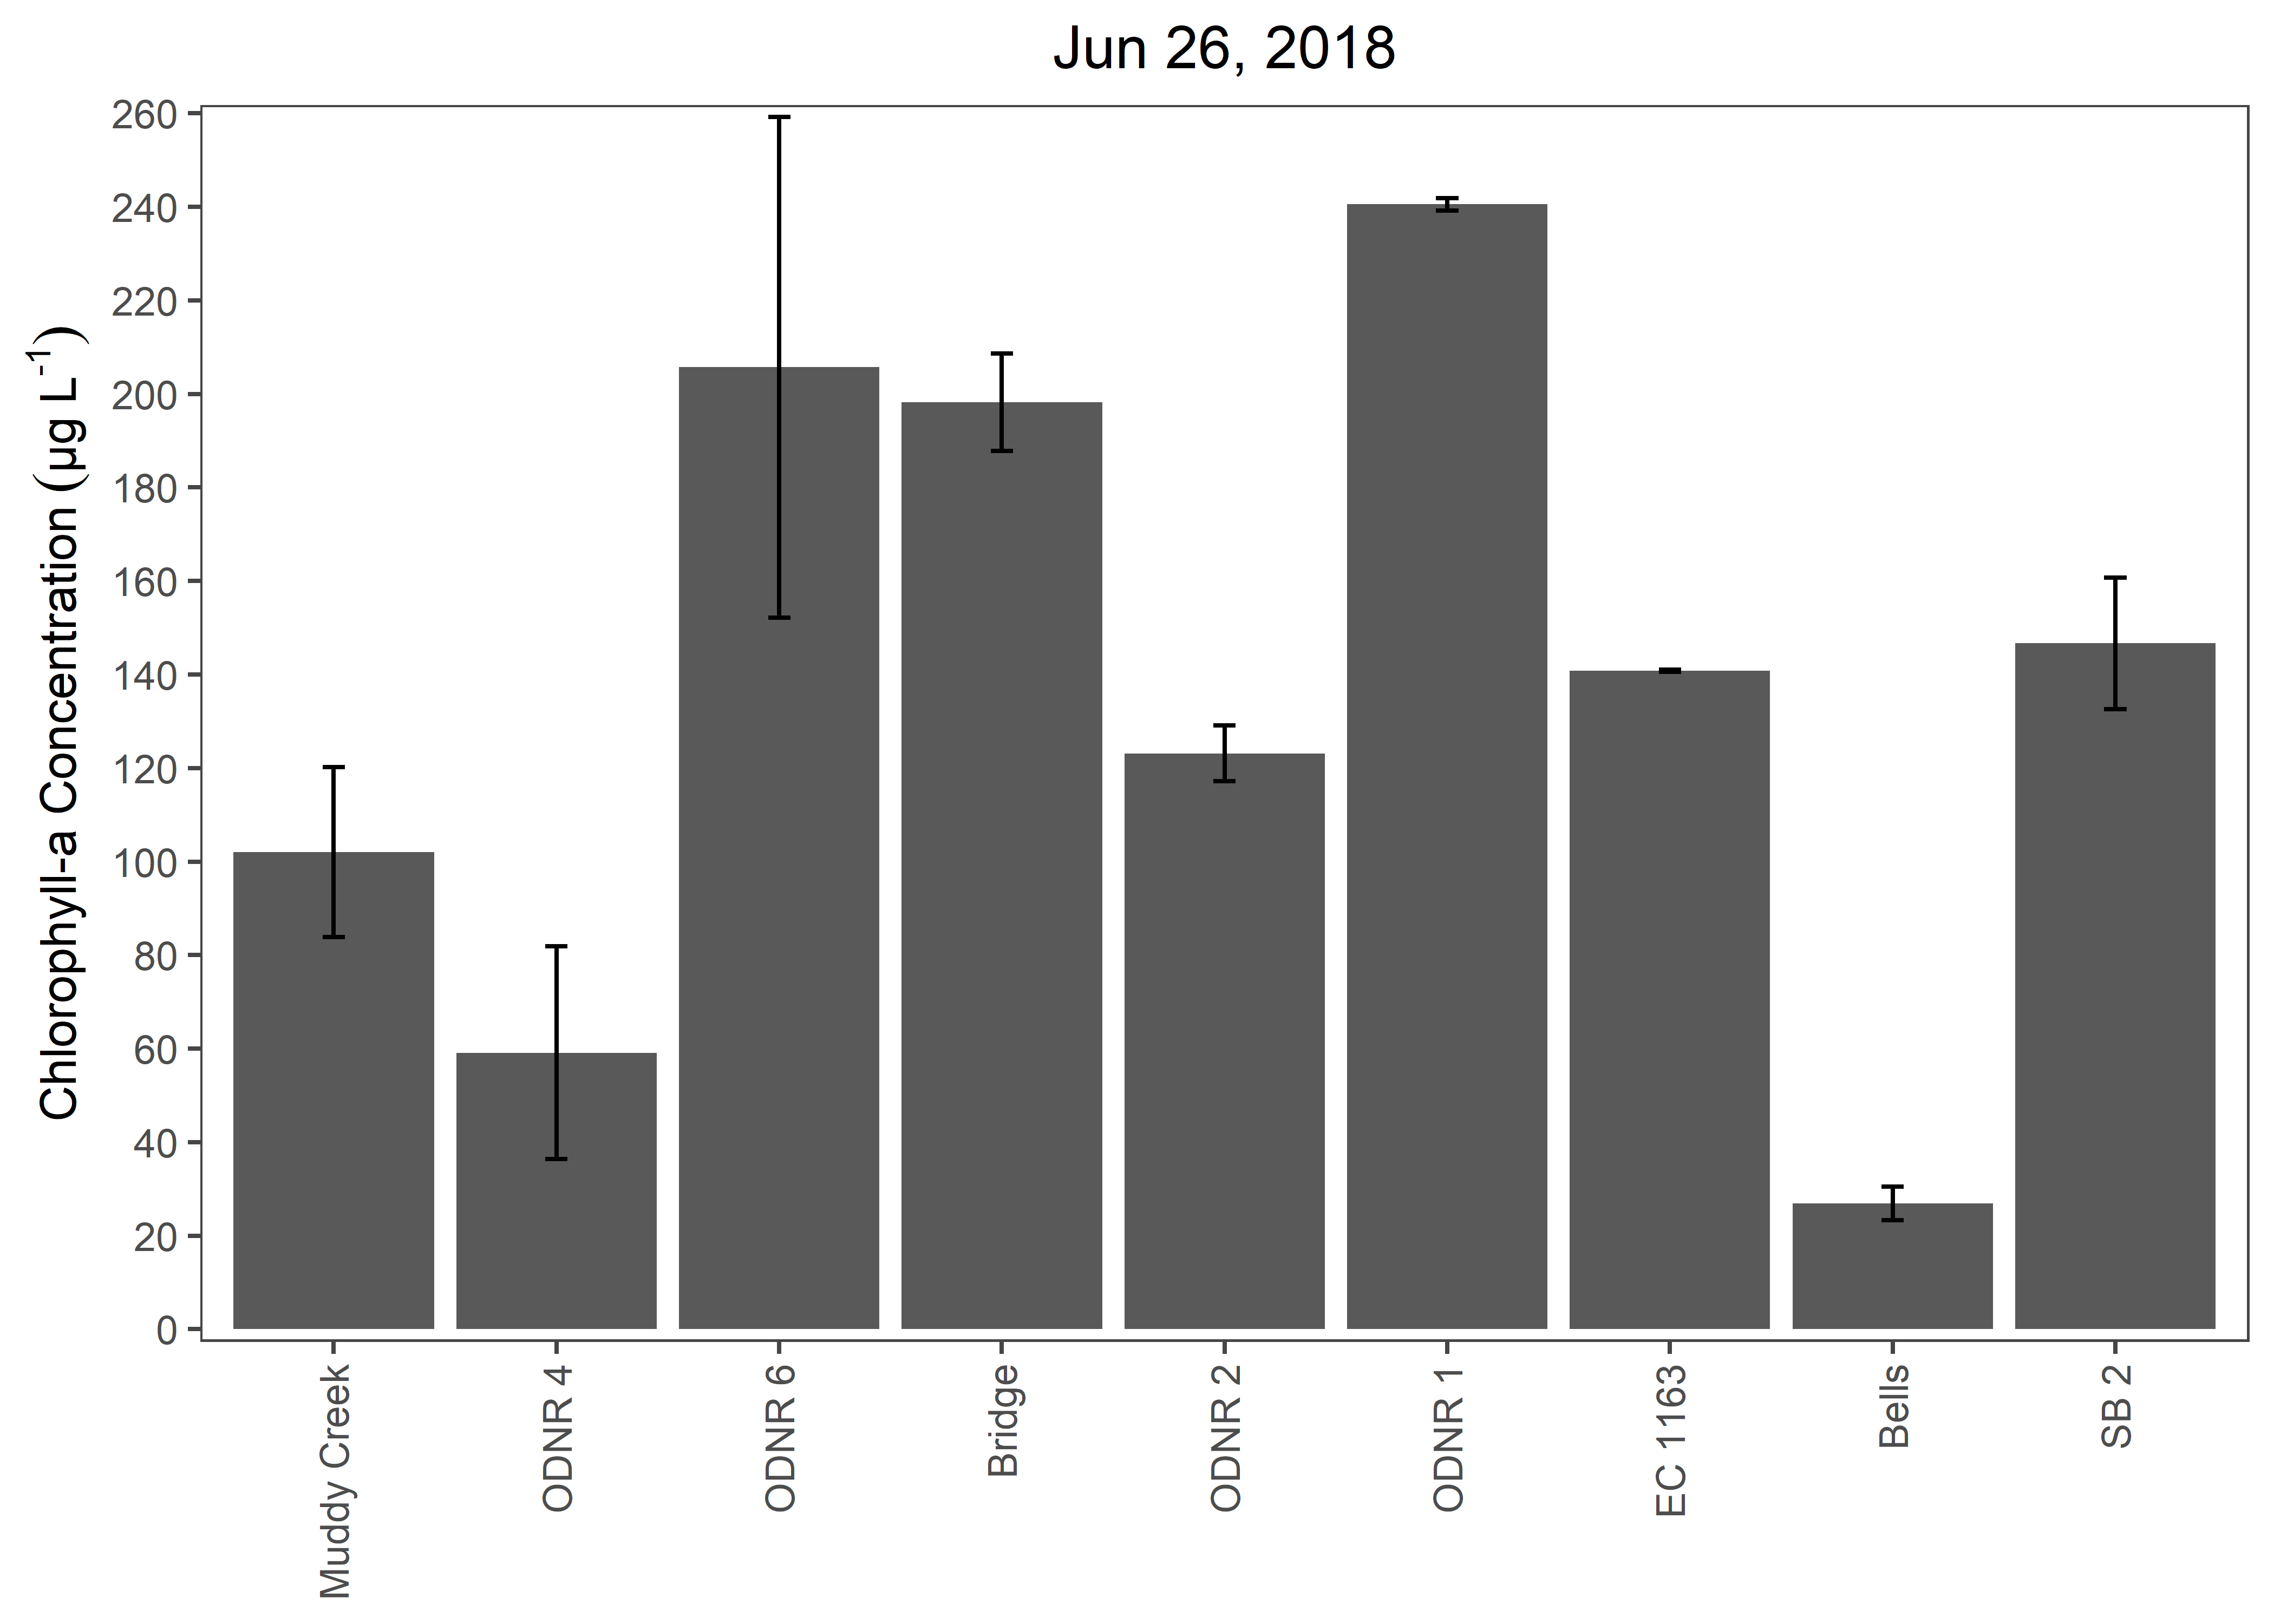 Jun 26, 2018
Chlorophyll-a Concentration (µg L⁻¹)
260
240
220
200
180
160
140
120
100
80
60
40
20
0
Muddy Creek
ODNR 4
ODNR 6
Bridge
ODNR 2
ODNR 1
EC 1163
Bells
SB 2